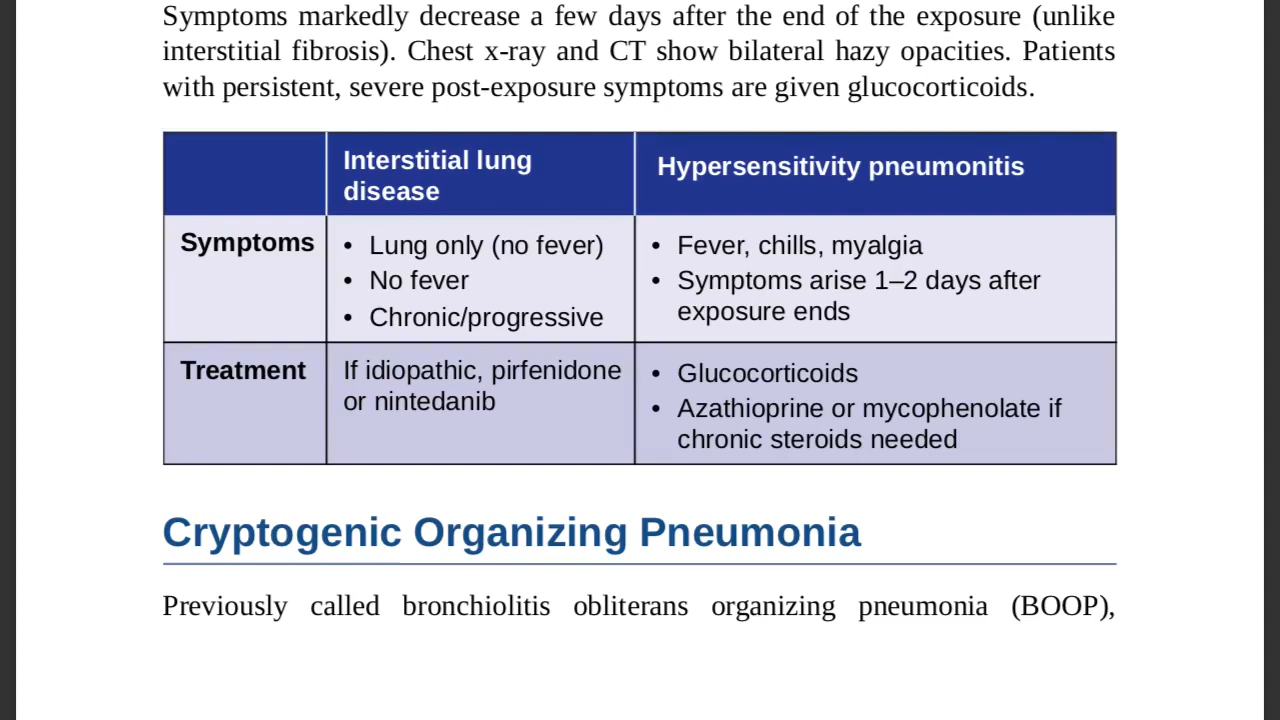 Symptoms markedly decrease a few days after the end of the exposure (unlike
interstitial fibrosis). Chest x-ray and CT show bilateral hazy opacities. Patients
with persistent, severe post-exposure symptoms are given glucocorticoids.
Interstitial lung
disease
Hypersensitivity pneumonitis
Symptoms
• Lung only (no fever)
• No fever
• Chronic/progressive
• Fever, chills, myalgia
• Symptoms arise 1–2 days after
exposure ends
Treatment
If idiopathic, pirfenidone
or nintedanib
• Glucocorticoids
• Azathioprine or mycophenolate if
chronic steroids needed
Cryptogenic Organizing Pneumonia
Previously called bronchiolitis obliterans organizing pneumonia (BOOP),